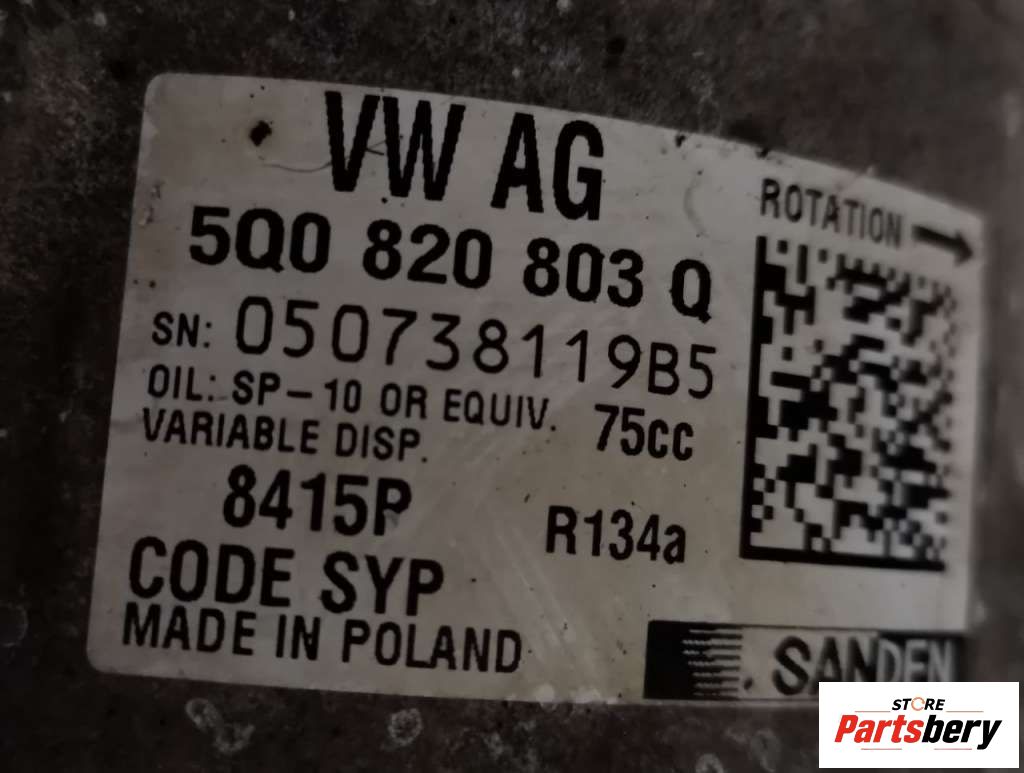 VW AG
5Q0 820 803 Q
ROTATION
SN: 050738119B5
OIL: SP-10 OR EQUIV. 75cc
VARIABLE DISP.
8415P R134a
CODE SYP
MADE IN POLAND
SANDEN
STORE
Partsbery